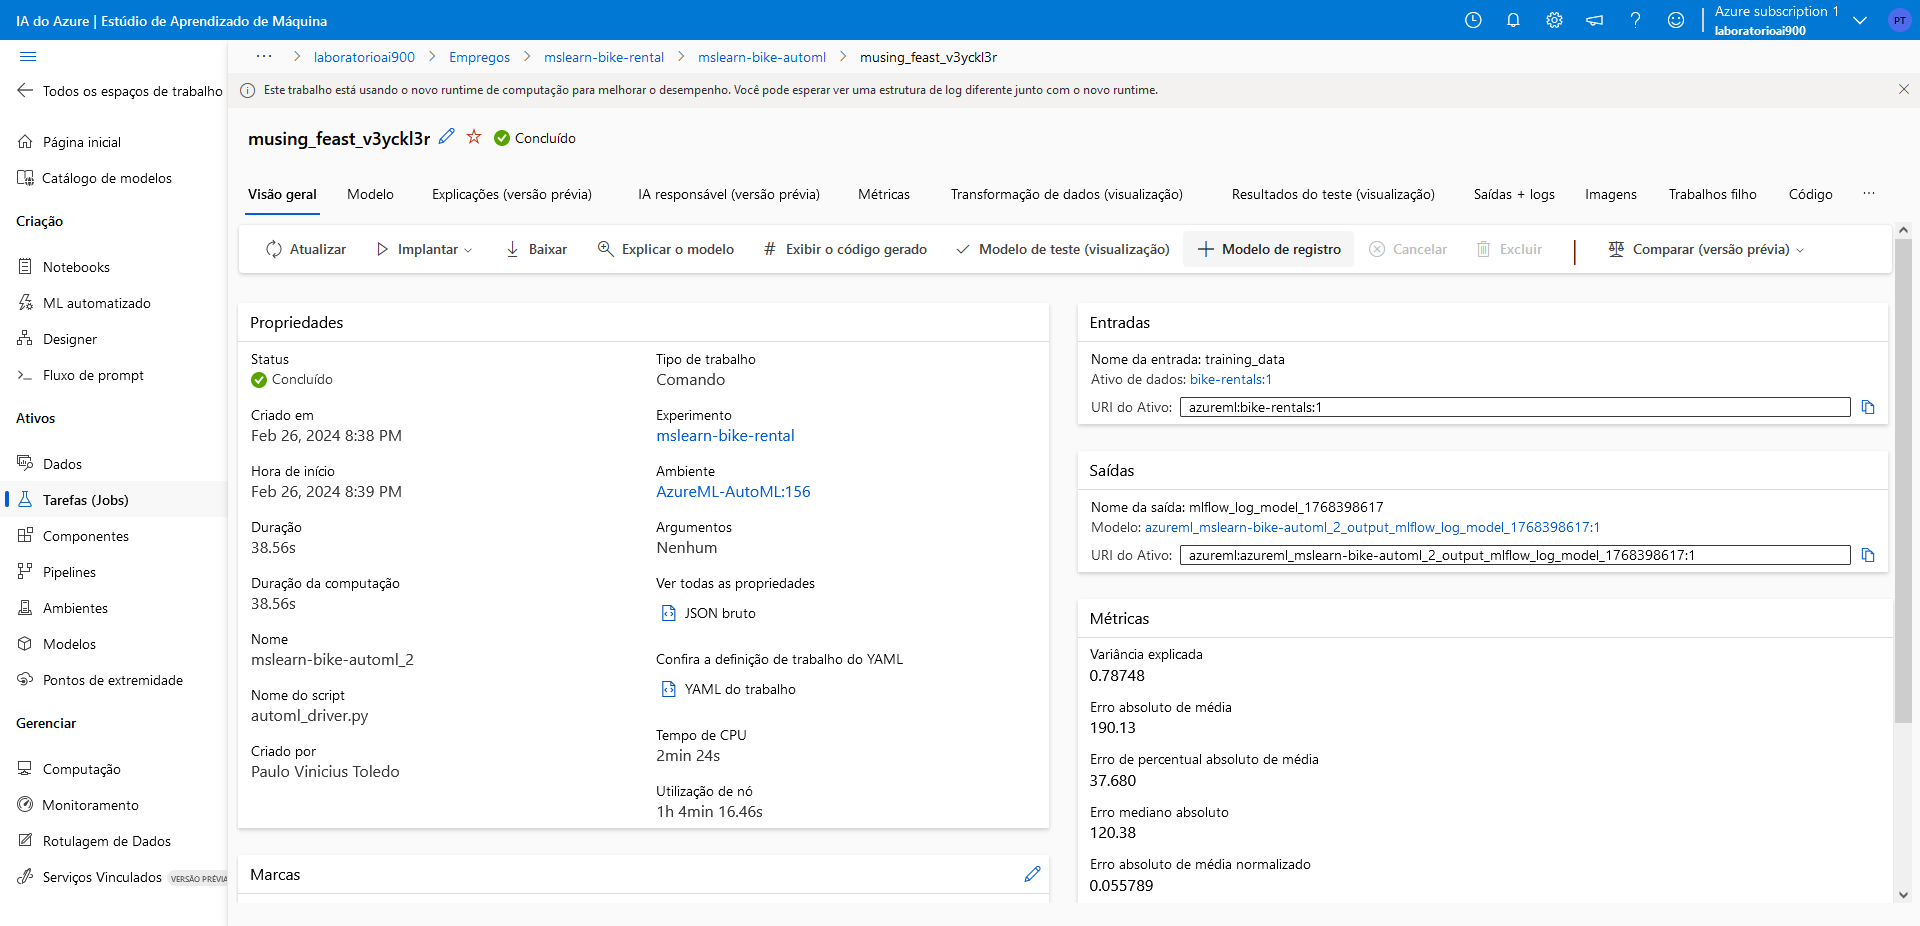 IA do Azure | Estúdio de Aprendizado de Máquina
Azure subscription 1
laboratorioai900
PT
... > laboratorioai900 > Empregos > mslearn-bike-rental > mslearn-bike-automl > musing_feast_v3yckl3r
Todos os espaços de trabalho
Página inicial
Catálogo de modelos
Criação
Notebooks
ML automatizado
Designer
Fluxo de prompt
Ativos
Dados
Tarefas (Jobs)
Componentes
Pipelines
Ambientes
Modelos
Pontos de extremidade
Gerenciar
Computação
Monitoramento
Rotulagem de Dados
Serviços Vinculados VERSÃO PRÉVIA
Este trabalho está usando o novo runtime de computação para melhorar o desempenho. Você pode esperar ver uma estrutura de log diferente junto com o novo runtime.
musing_feast_v3yckl3r Concluído
Visão geral Modelo Explicações (versão prévia) IA responsável (versão prévia) Métricas Transformação de dados (visualização) Resultados do teste (visualização) Saídas + logs Imagens Trabalhos filho Código ...
Atualizar Implantar Baixar Explicar o modelo # Exibir o código gerado Modelo de teste (visualização) Modelo de registro Cancelar Excluir Comparar (versão prévia)
Propriedades
Status
Concluído
Criado em
Feb 26, 2024 8:38 PM
Hora de início
Feb 26, 2024 8:39 PM
Duração
38.56s
Duração da computação
38.56s
Nome
mslearn-bike-automl_2
Nome do script
automl_driver.py
Criado por
Paulo Vinicius Toledo
Tipo de trabalho
Comando
Experimento
mslearn-bike-rental
Ambiente
AzureML-AutoML:156
Argumentos
Nenhum
Ver todas as propriedades
JSON bruto
Confira a definição de trabalho do YAML
YAML do trabalho
Tempo de CPU
2min 24s
Utilização de nó
1h 4min 16.46s
Marcas
Entradas
Nome da entrada: training_data
Ativo de dados: bike-rentals:1
URI do Ativo: azureml:bike-rentals:1
Saídas
Nome da saída: mlflow_log_model_1768398617
Modelo: azureml_mslearn-bike-automl_2_output_mlflow_log_model_1768398617:1
URI do Ativo: azureml:azureml_mslearn-bike-automl_2_output_mlflow_log_model_1768398617:1
Métricas
Variância explicada
0.78748
Erro absoluto de média
190.13
Erro de percentual absoluto de média
37.680
Erro mediano absoluto
120.38
Erro absoluto de média normalizado
0.055789